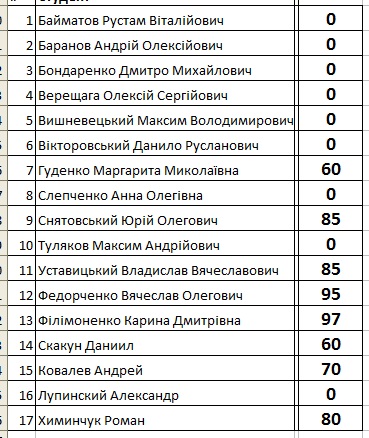 1 Байматов Рустам Віталійович 0
2 Баранов Андрій Олексійович 0
3 Бондаренко Дмитро Михайлович 0
4 Верещага Олексій Сергійович 0
5 Вишневецький Максим Володимирович 0
6 Вікторовський Данило Русланович 0
7 Гуденко Маргарита Миколаївна 60
8 Слепченко Анна Олегівна 0
9 Снятовський Юрій Олегович 85
10 Туляков Максим Андрійович 0
11 Уставицький Владислав Вячеславович 85
12 Федорченко Вячеслав Олегович 95
13 Філімоненко Карина Дмитрівна 97
14 Скакун Даниил 60
15 Ковалев Андрей 70
16 Лупинский Александр 0
17 Химинчук Роман 80